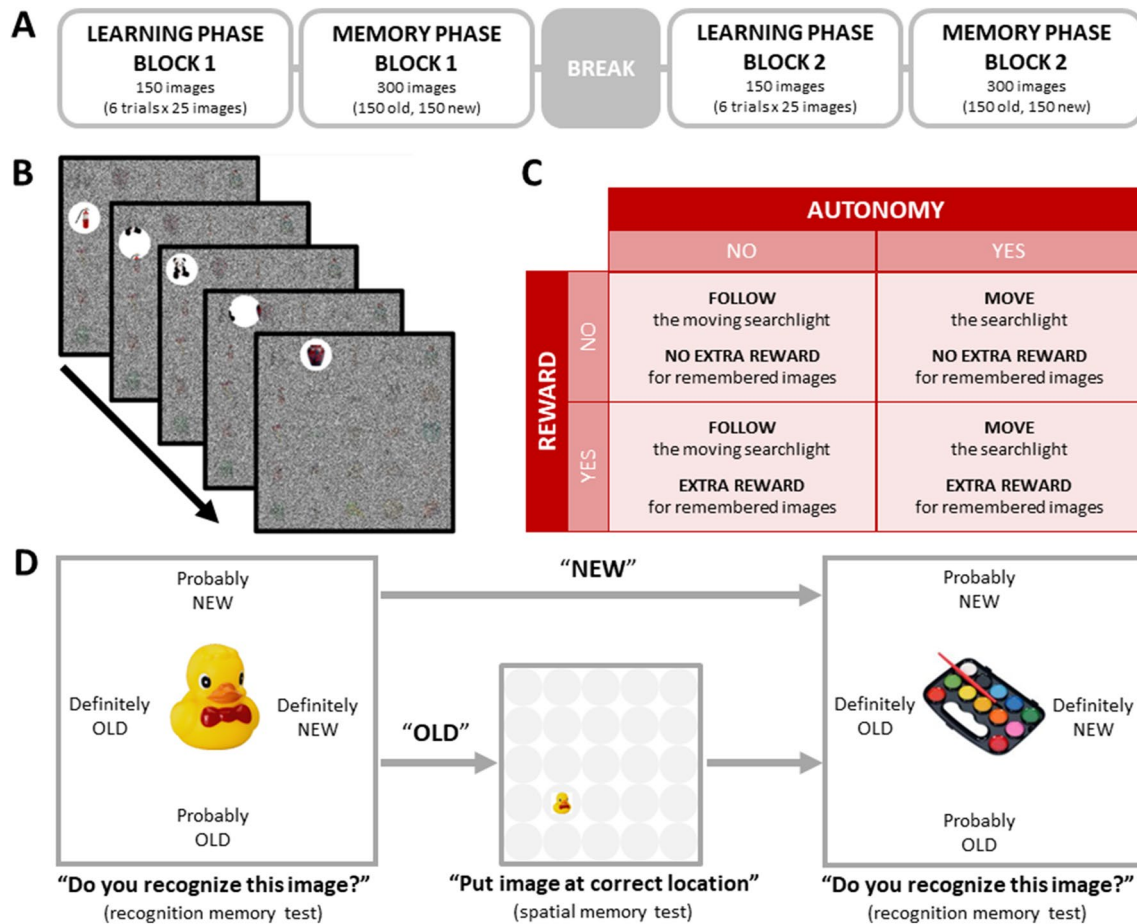 A
LEARNING PHASE
BLOCK 1
150 images
(6 trials x 25 images)
MEMORY PHASE
BLOCK 1
300 images
(150 old, 150 new)
BREAK
LEARNING PHASE
BLOCK 2
150 images
(6 trials x 25 images)
MEMORY PHASE
BLOCK 2
300 images
(150 old, 150 new)
B
C
AUTONOMY
NO
YES
REWARD
NO
FOLLOW
the moving searchlight
NO EXTRA REWARD
for remembered images
MOVE
the searchlight
NO EXTRA REWARD
for remembered images
YES
FOLLOW
the moving searchlight
EXTRA REWARD
for remembered images
MOVE
the searchlight
EXTRA REWARD
for remembered images
D
Probably
NEW
Definitely
OLD
Definitely
NEW
Probably
OLD
"Do you recognize this image?"
(recognition memory test)
"NEW"
"OLD"
"Put image at correct location"
(spatial memory test)
Probably
NEW
Definitely
OLD
Definitely
NEW
Probably
OLD
"Do you recognize this image?"
(recognition memory test)